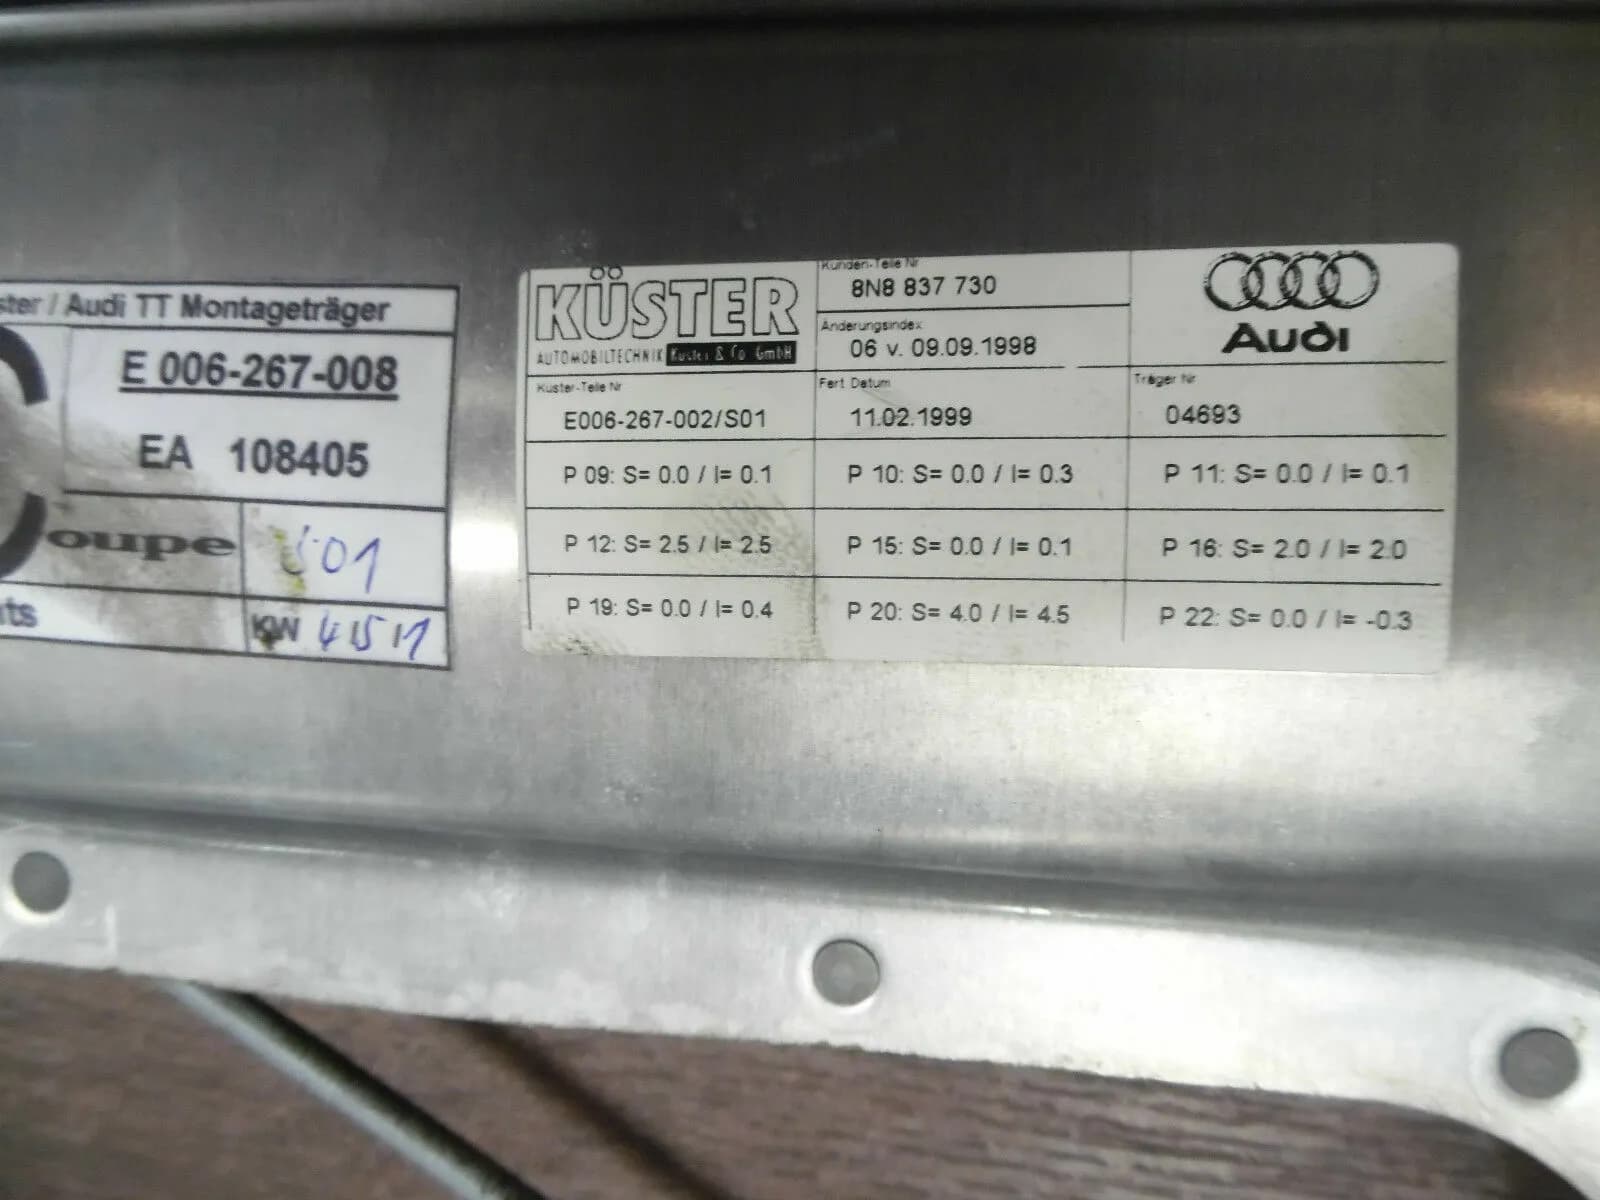 ster / Audi TT Montageträger
E 006-267-008
EA 108405
oupe
01
ts
KW
KÜSTER
AUTOMOBILTECHNIK Küster & Co. GmbH
Kunden-Teile Nr
8N8 837 730
Änderungsindex
06 v. 09.09.1998
Audi
Küster-Teile Nr
E006-267-002/S01
Fert Datum
11.02.1999
Träger Nr
04693
P 09: S= 0.0 / I= 0.1
P 10: S= 0.0 / I= 0.3
P 11: S= 0.0 / I= 0.1
P 12: S= 2.5 / I= 2.5
P 15: S= 0.0 / I= 0.1
P 16: S= 2.0 / I= 2.0
P 19: S= 0.0 / I= 0.4
P 20: S= 4.0 / I= 4.5
P 22: S= 0.0 / I= -0.3